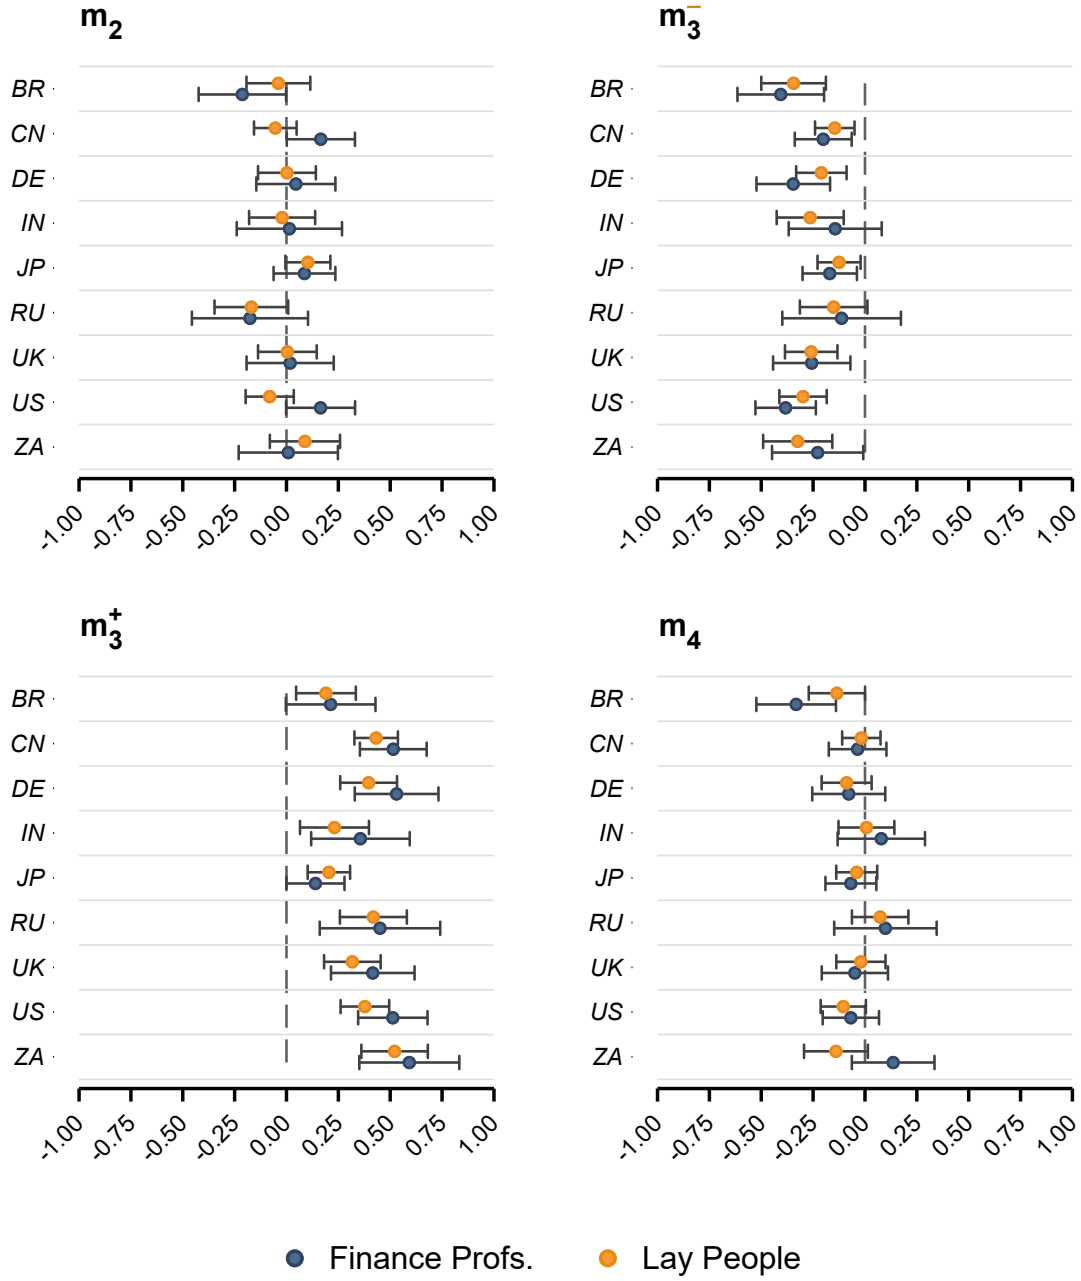 m2
m3−
BR
CN
DE
IN
JP
RU
UK
US
ZA
-1.00 -0.75 -0.50 -0.25 0.00 0.25 0.50 0.75 1.00
BR
CN
DE
IN
JP
RU
UK
US
ZA
-1.00 -0.75 -0.50 -0.25 0.00 0.25 0.50 0.75 1.00
m3+
m4
BR
CN
DE
IN
JP
RU
UK
US
ZA
-1.00 -0.75 -0.50 -0.25 0.00 0.25 0.50 0.75 1.00
BR
CN
DE
IN
JP
RU
UK
US
ZA
-1.00 -0.75 -0.50 -0.25 0.00 0.25 0.50 0.75 1.00
Finance Profs. Lay People